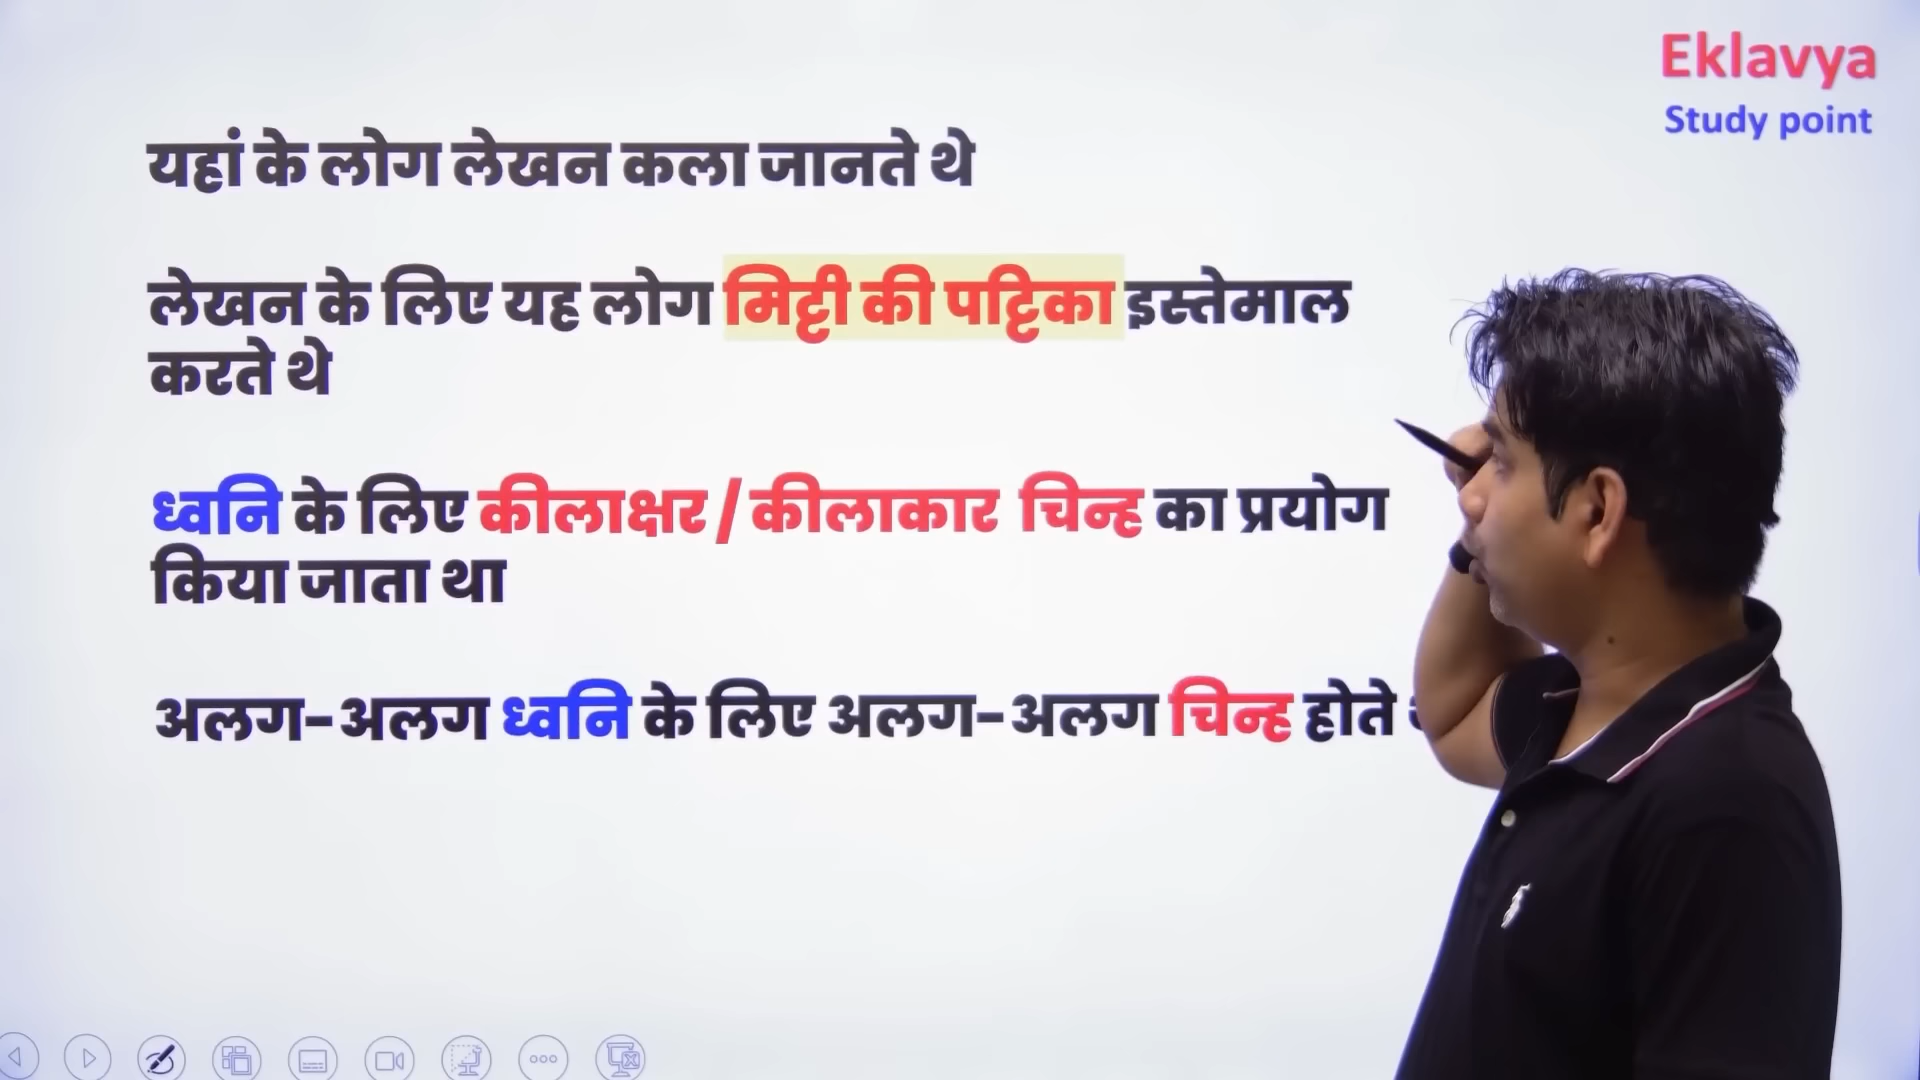 Eklavya
Study point
यहां के लोग लेखन कला जानते थे
लेखन के लिए यह लोग मिट्टी की पट्टिका इस्तेमाल
करते थे
ध्वनि के लिए कीलाक्षर / कीलाकार चिन्ह का प्रयोग
किया जाता था
अलग-अलग ध्वनि के लिए अलग-अलग चिन्ह होते